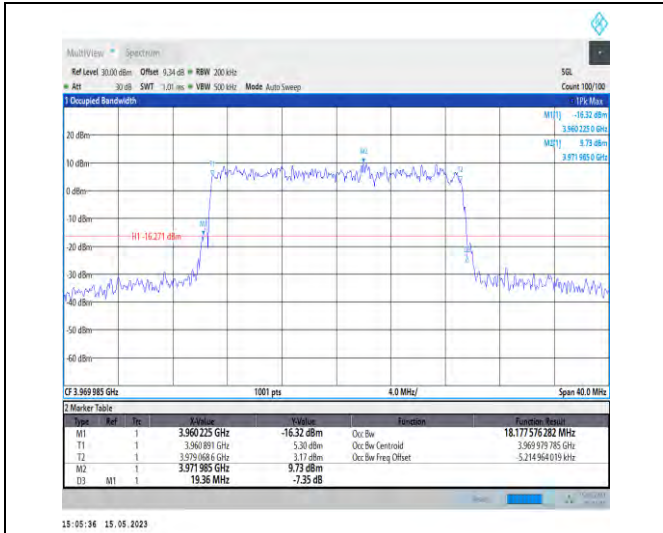 MultiView Spectrum
Ref Level 30.00 dBm Offset 9.34 dB RBW 200 kHz SGL
Att 30 dB SWT 1.01 ms VBW 500 kHz Mode Auto Sweep Count 100/100
1 Occupied Bandwidth 1Pk Max
M1[1] -16.32 dBm
3.960 225 0 GHz
M2[1] 9.73 dBm
3.971 985 0 GHz
20 dBm
10 dBm
0 dBm
-10 dBm
-20 dBm
-30 dBm
-40 dBm
-50 dBm
-60 dBm
M2
T1
T2
M1
H1 -16.271 dBm
CF 3.969 985 GHz 1001 pts 4.0 MHz/ Span 40.0 MHz
2 Marker Table
Type Ref Trc X-Value Y-Value Function Function Result
M1 1 3.960 225 GHz -16.32 dBm Occ Bw 18.177 576 282 MHz
T1 1 3.960 891 GHz 5.30 dBm Occ Bw Centroid 3.969 979 785 GHz
T2 1 3.979 068 6 GHz 3.17 dBm Occ Bw Freq Offset -5.214 964 019 kHz
M2 1 3.971 985 GHz 9.73 dBm
D3 M1 1 19.36 MHz -7.35 dB
15:05:36 15.05.2023